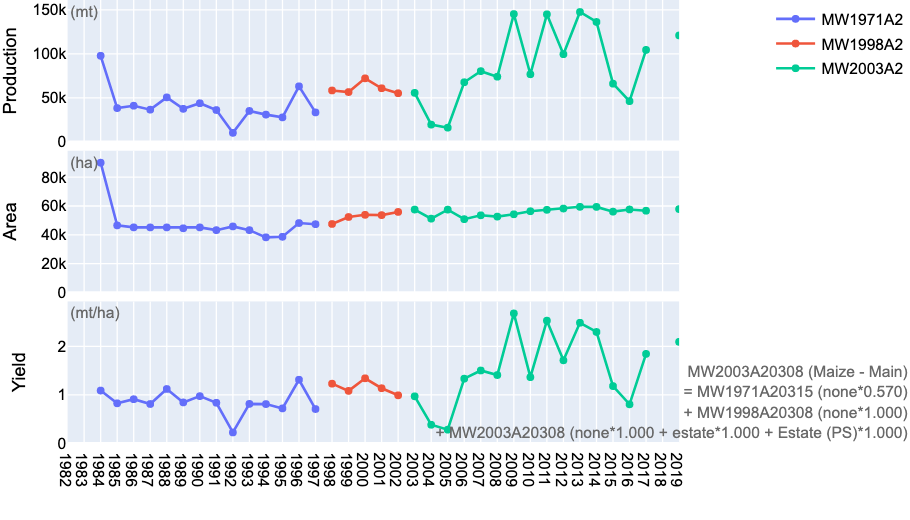 150k
(mt)
100k
50k
0
Production
MW1971A2
MW1998A2
MW2003A2
(ha)
80k
60k
40k
20k
0
Area
(mt/ha)
2
1
0
Yield
MW2003A20308 (Maize - Main)
= MW1971A20315 (none*0.570)
+ MW1998A20308 (none*1.000)
+ MW2003A20308 (none*1.000 + estate*1.000 + Estate (PS)*1.000)
1982
1983
1984
1985
1986
1987
1988
1989
1990
1991
1992
1993
1994
1995
1996
1997
1998
1999
2000
2001
2002
2003
2004
2005
2006
2007
2008
2009
2010
2011
2012
2013
2014
2015
2016
2017
2018
2019